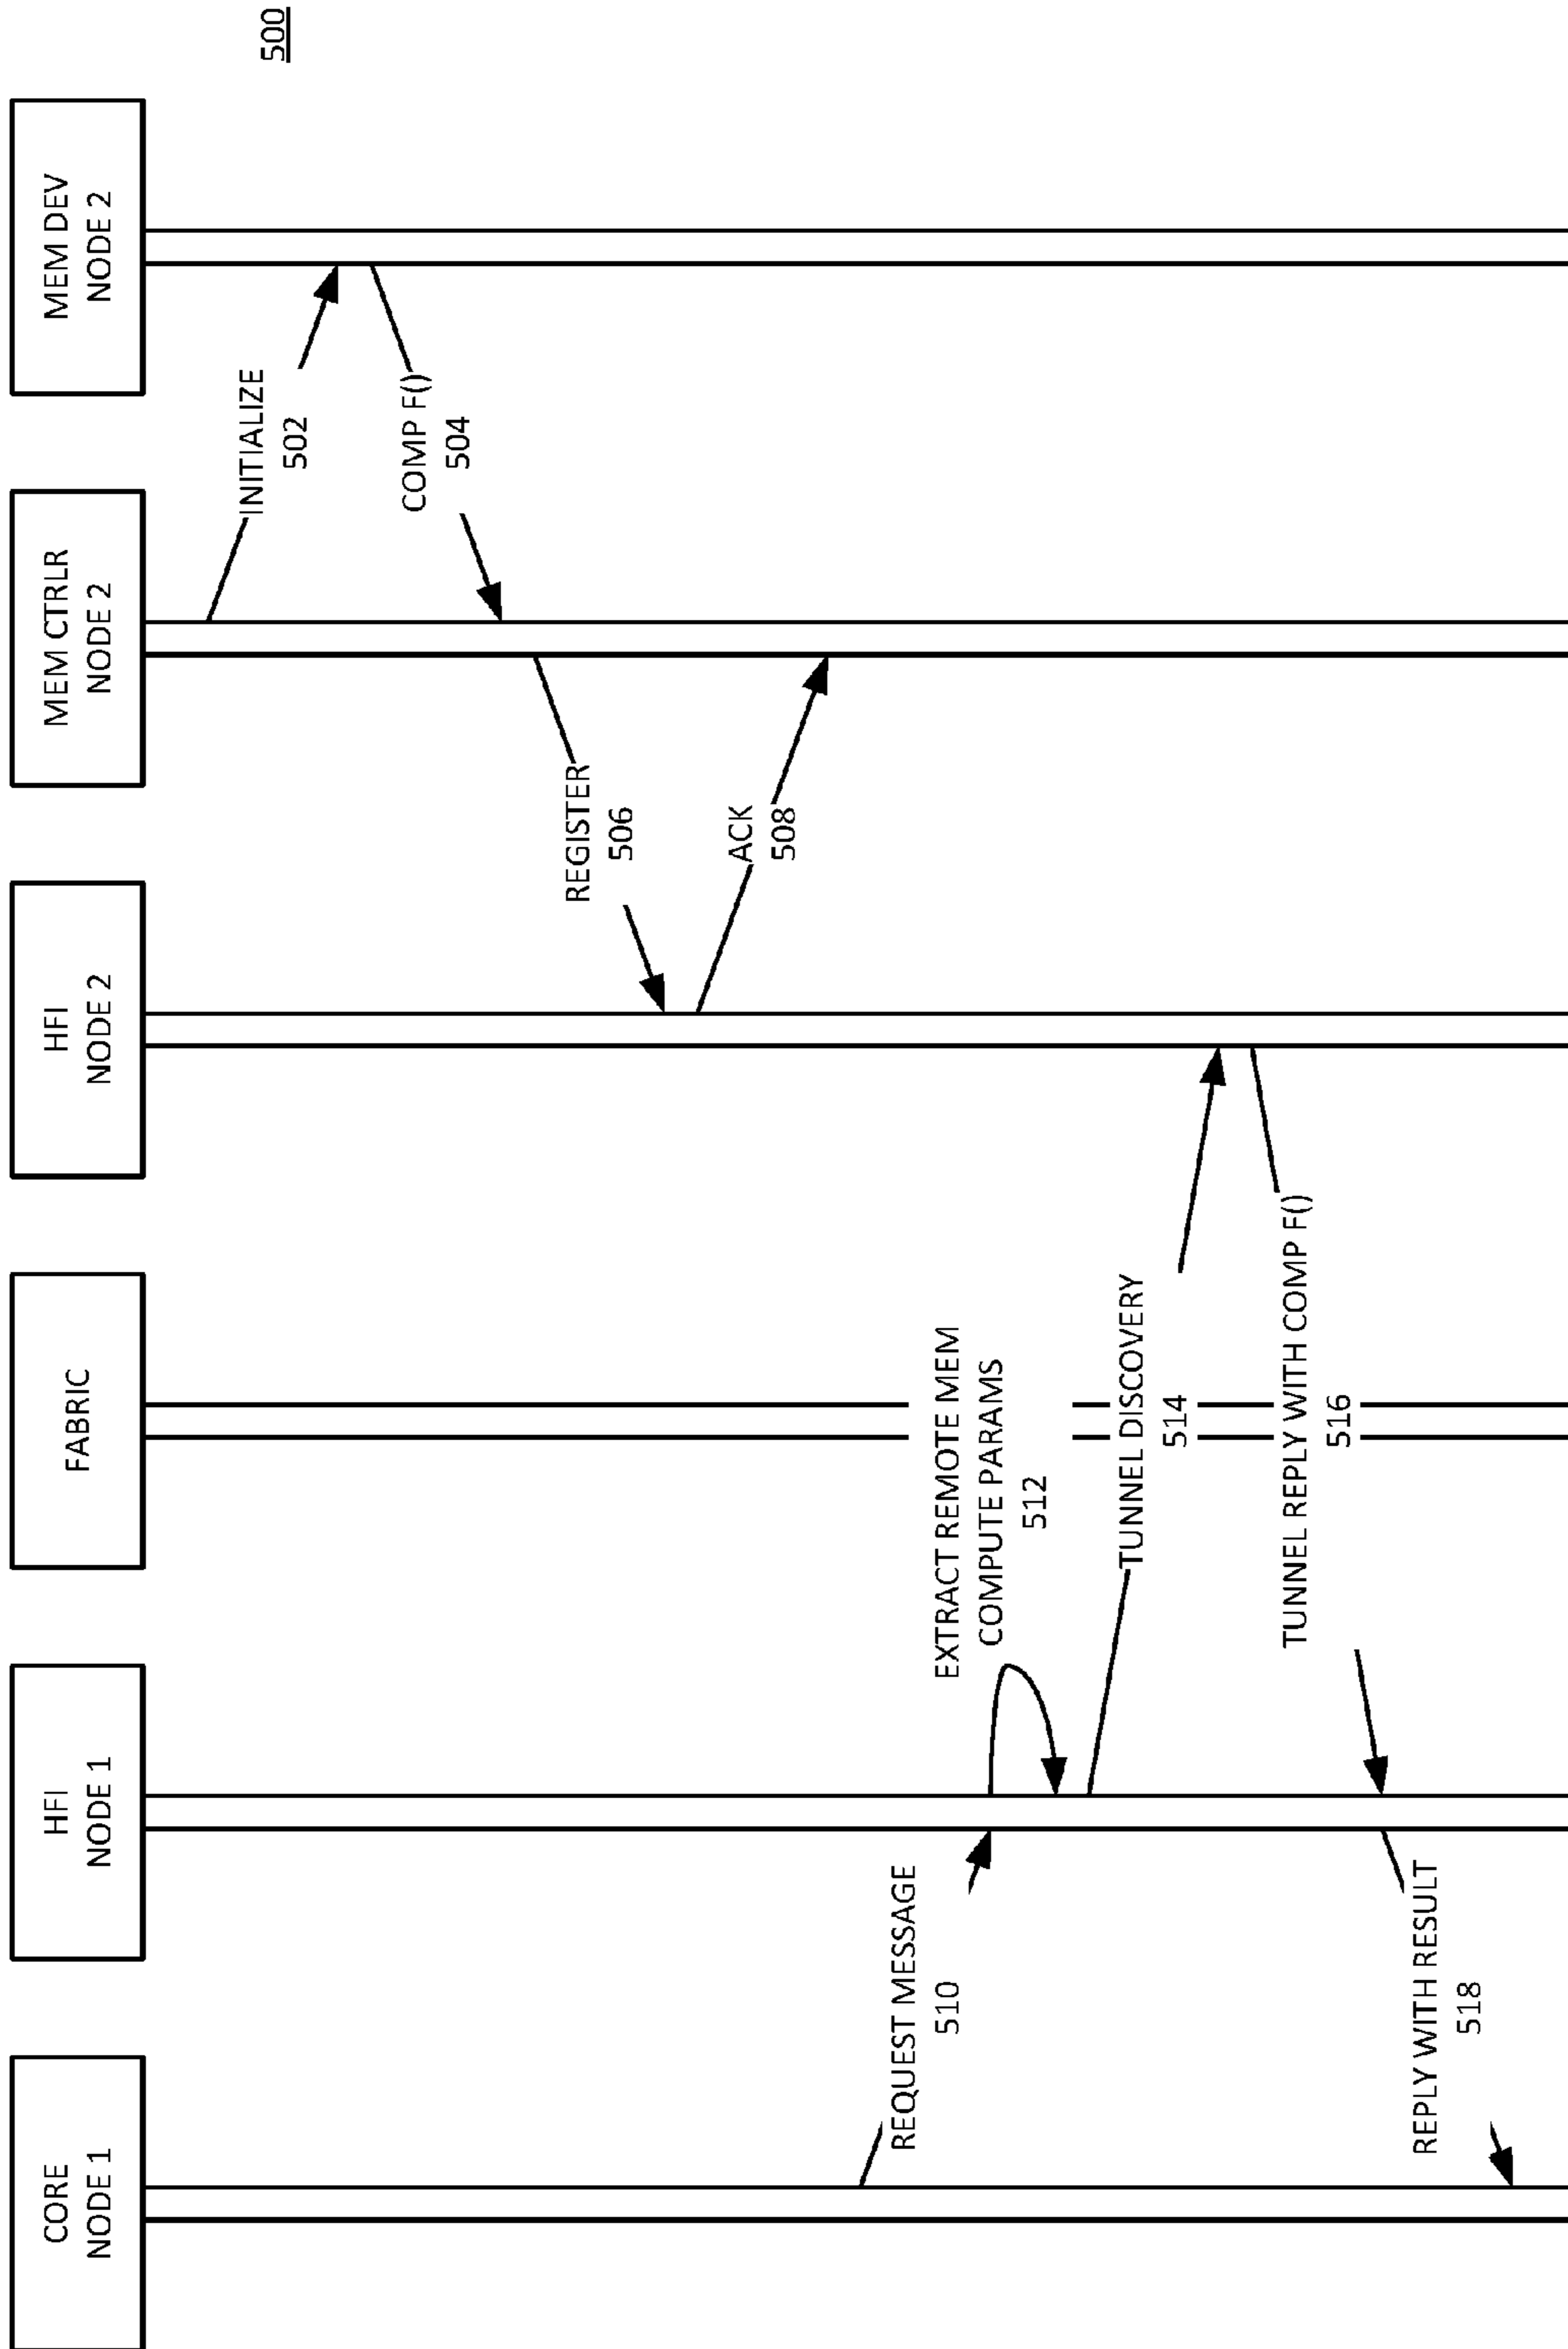 500
CORE
NODE 1
HFI
NODE 1
FABRIC
HFI
NODE 2
MEM CTRLR
NODE 2
MEM DEV
NODE 2
INITIALIZE
502
COMP F()
504
REGISTER
506
ACK
508
REQUEST MESSAGE
510
EXTRACT REMOTE MEM
COMPUTE PARAMS
512
TUNNEL DISCOVERY
514
TUNNEL REPLY WITH COMP F()
516
REPLY WITH RESULT
518